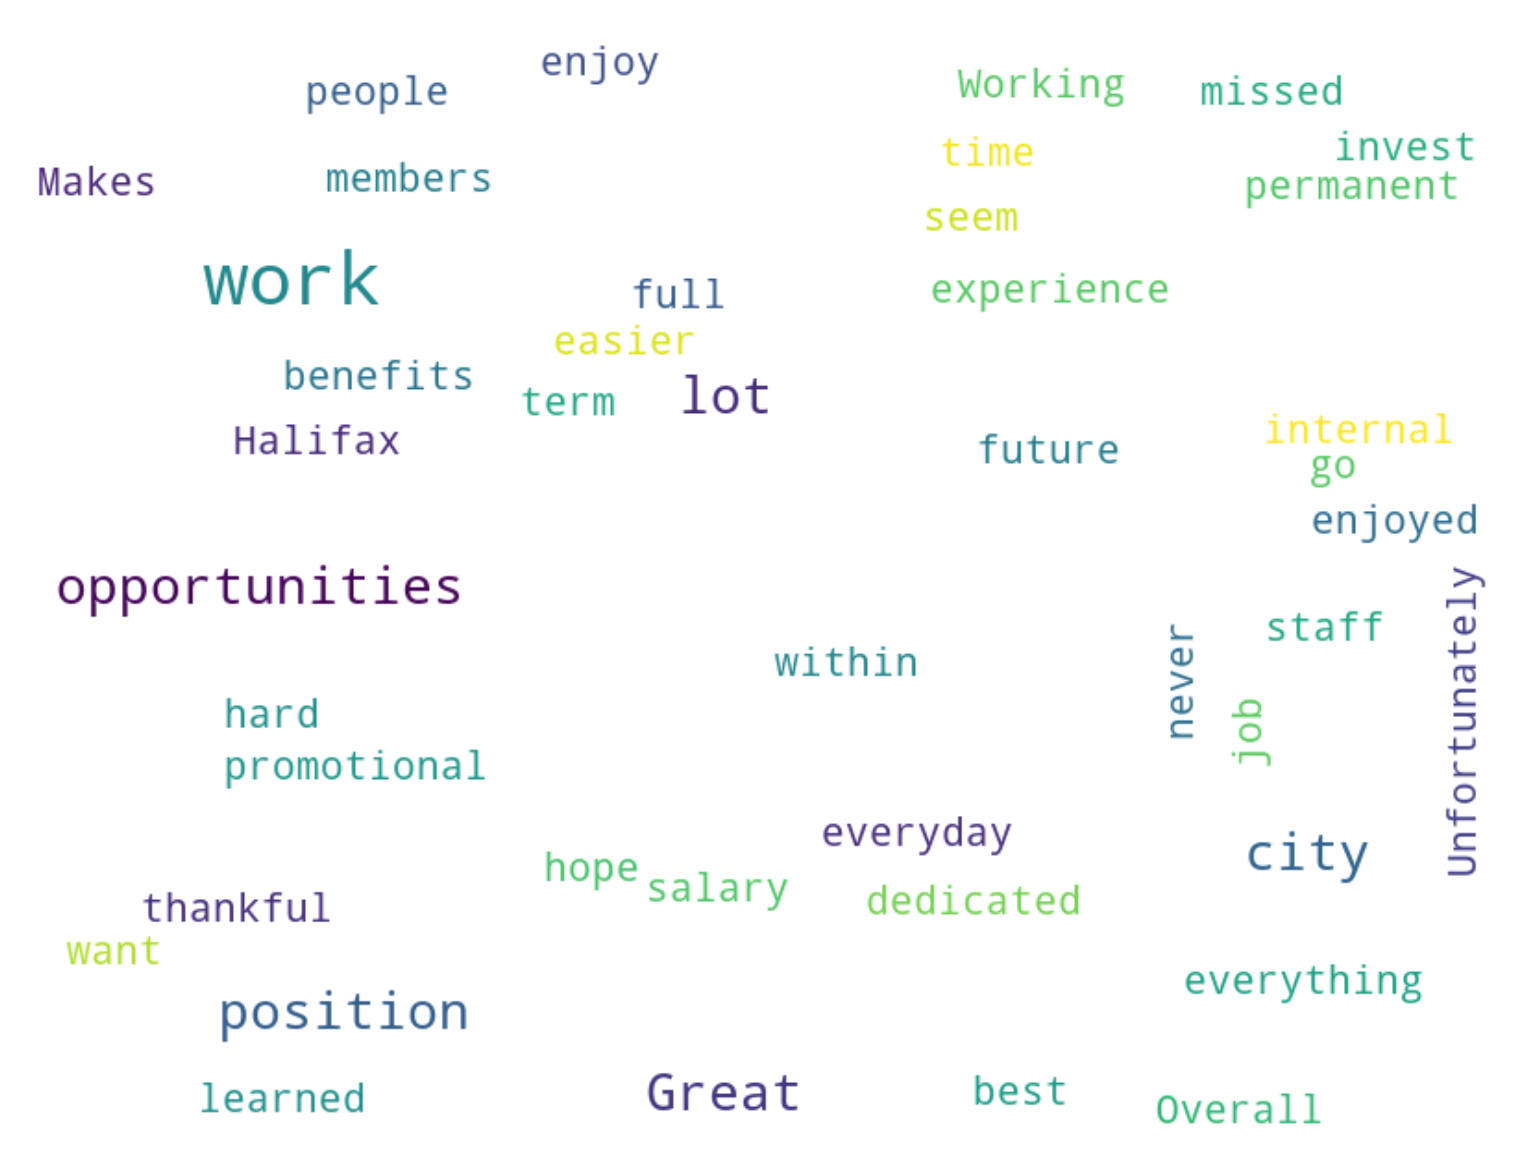 enjoy
people
Working
missed
invest
time
Makes
members
permanent
seem
work
full
experience
easier
benefits
term
lot
Halifax
future
internal
go
enjoyed
opportunities
staff
never
within
Unfortunately
hard
job
promotional
everyday
city
hope
salary
dedicated
thankful
want
everything
position
Great
best
learned
Overall